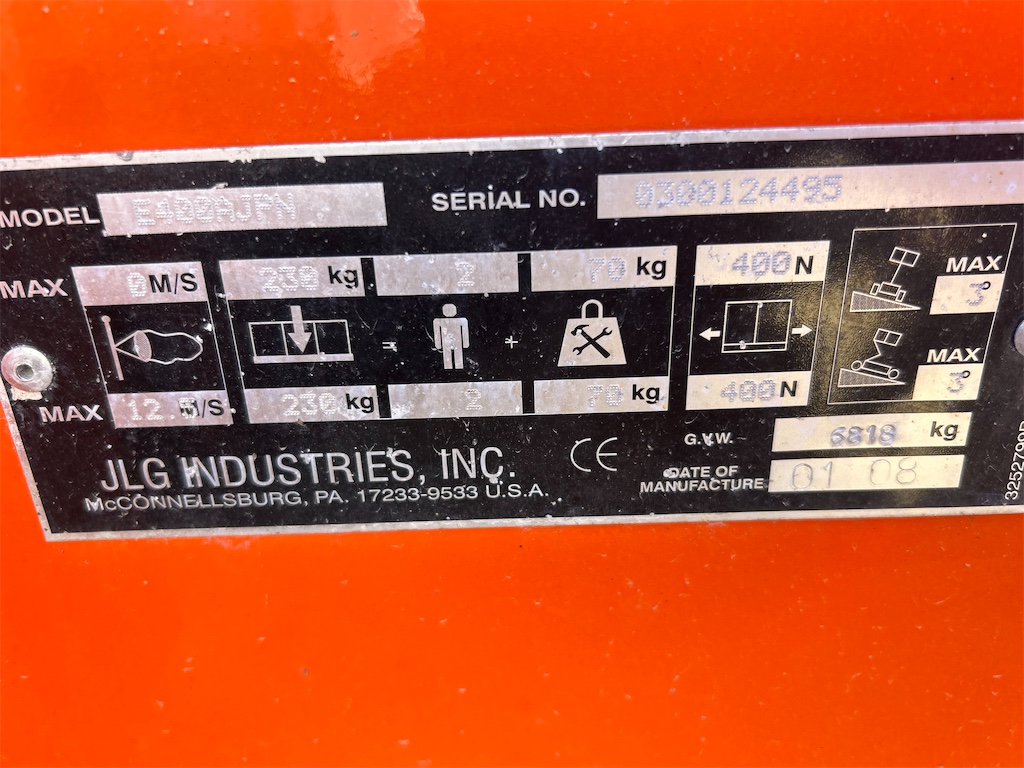 MODEL E400AJPN SERIAL NO. 0300124495
MAX 0 M/S 230 kg 2 70 kg 400 N MAX 3°
= +
MAX 12.5 M/S 230 kg 2 70 kg 400 N MAX 3°
G.V.W. 6818 kg
JLG INDUSTRIES, INC. CE DATE OF MANUFACTURE 01 08
McCONNELLSBURG, PA. 17233-9533 U.S.A.